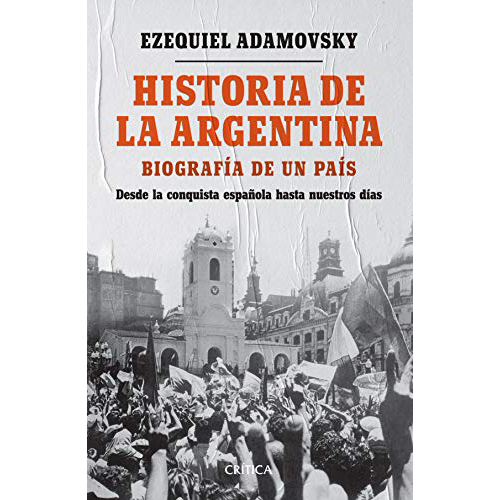 EZEQUIEL ADAMOVSKY
HISTORIA DE
LA ARGENTINA
BIOGRAFÍA DE UN PAÍS
Desde la conquista española hasta nuestros días
CRÍTICA